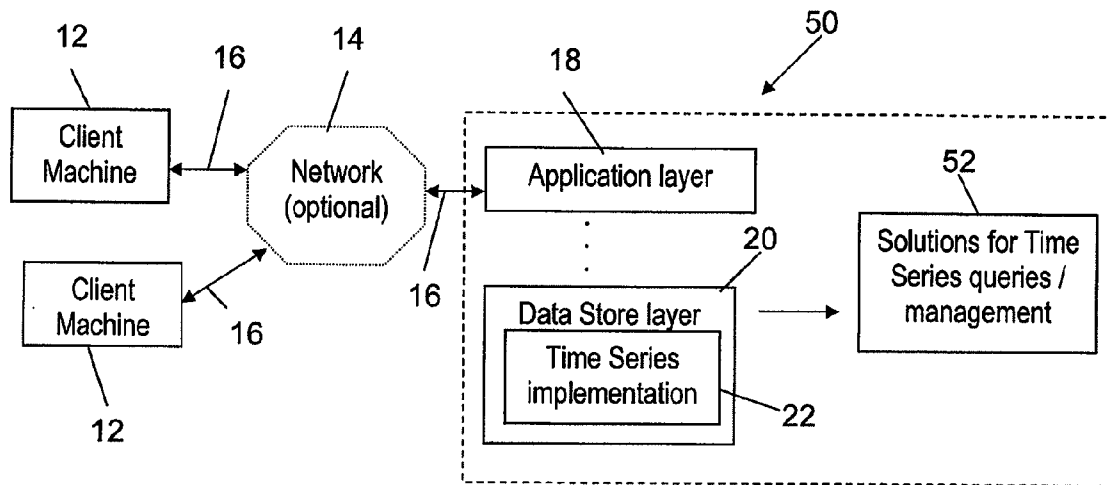 12
16
14
50
18
Client
Machine
Network
(optional)
Application layer
52
16
20
Solutions for Time
Series queries /
management
Client
Machine
16
Data Store layer
Time Series
implementation
22
12